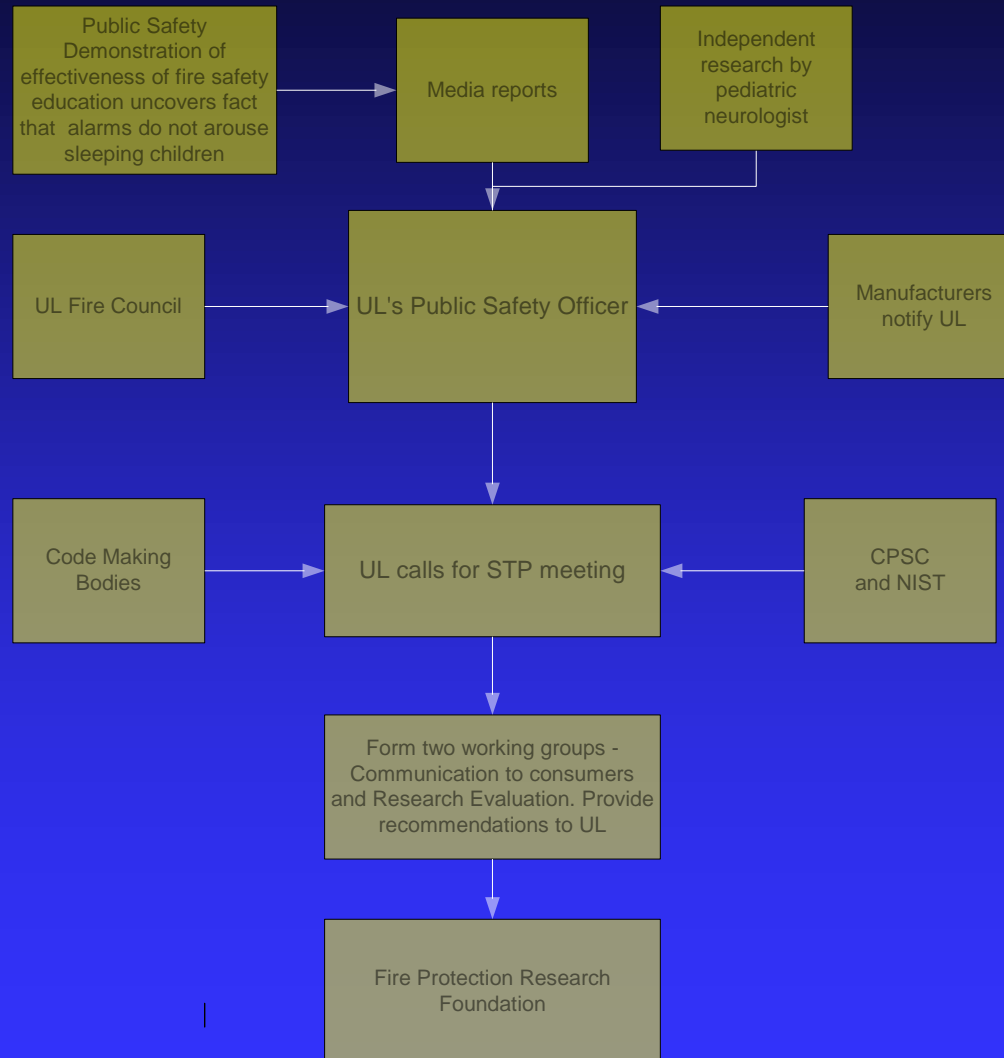 Public Safety
Demonstration of
effectiveness of fire safety
education uncovers fact
that alarms do not arouse
sleeping children
Media reports
Independent
research by
pediatric
neurologist
UL Fire Council
UL's Public Safety Officer
Manufacturers
notify UL
Code Making
Bodies
UL calls for STP meeting
CPSC
and NIST
Form two working groups -
Communication to consumers
and Research Evaluation. Provide
recommendations to UL
Fire Protection Research
Foundation